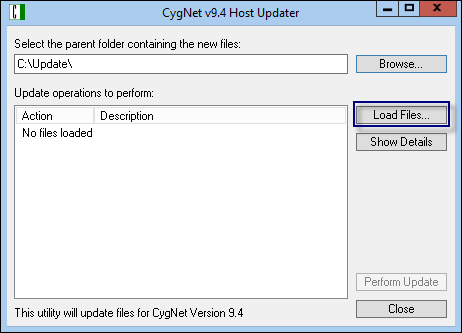 CygNet v9.4 Host Updater
Select the parent folder containing the new files:
C:\Update\
Browse...
Update operations to perform:
Action Description
Load Files...
No files loaded
Show Details
Perform Update
This utility will update files for CygNet Version 9.4
Close